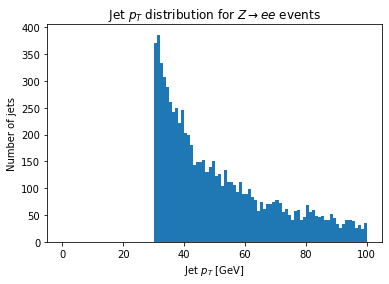 Jet $p_T$ distribution for $Z \rightarrow ee$ events
Number of jets
400
350
300
250
200
150
100
50
0
0 20 40 60 80 100
Jet $p_T$ [GeV]